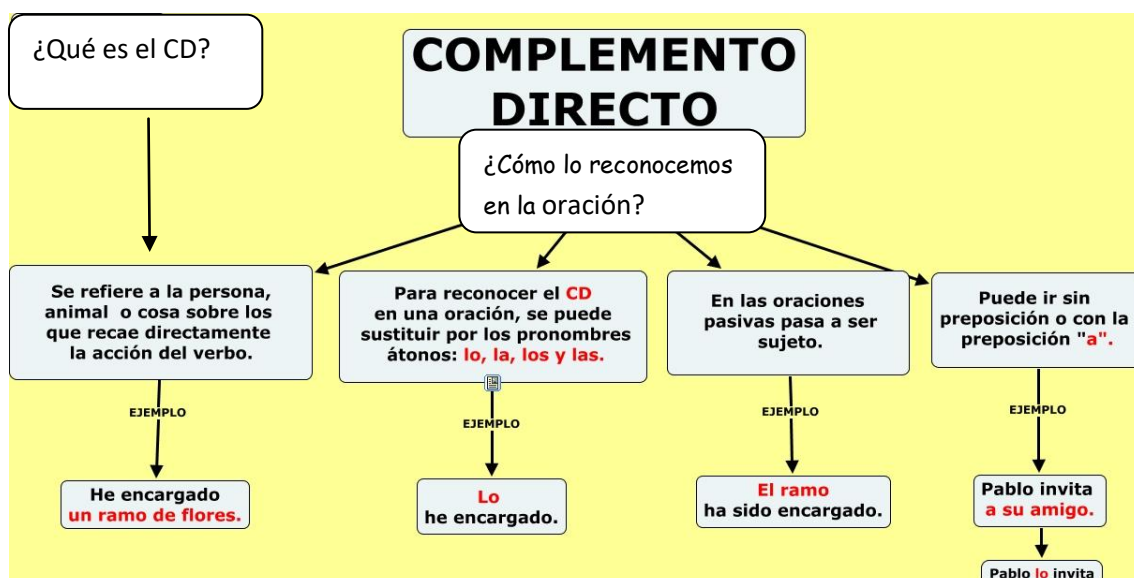 ¿Qué es el CD?
COMPLEMENTO
DIRECTO
¿Cómo lo reconocemos
en la oración?
Se refiere a la persona,
animal o cosa sobre los
que recae directamente
la acción del verbo.
EJEMPLO
He encargado
un ramo de flores.
Para reconocer el CD
en una oración, se puede
sustituir por los pronombres
átonos: lo, la, los y las.
EJEMPLO
Lo
he encargado.
En las oraciones
pasivas pasa a ser
sujeto.
EJEMPLO
El ramo
ha sido encargado.
Puede ir sin
preposición o con la
preposición "a".
EJEMPLO
Pablo invita
a su amigo.
Pablo lo invita